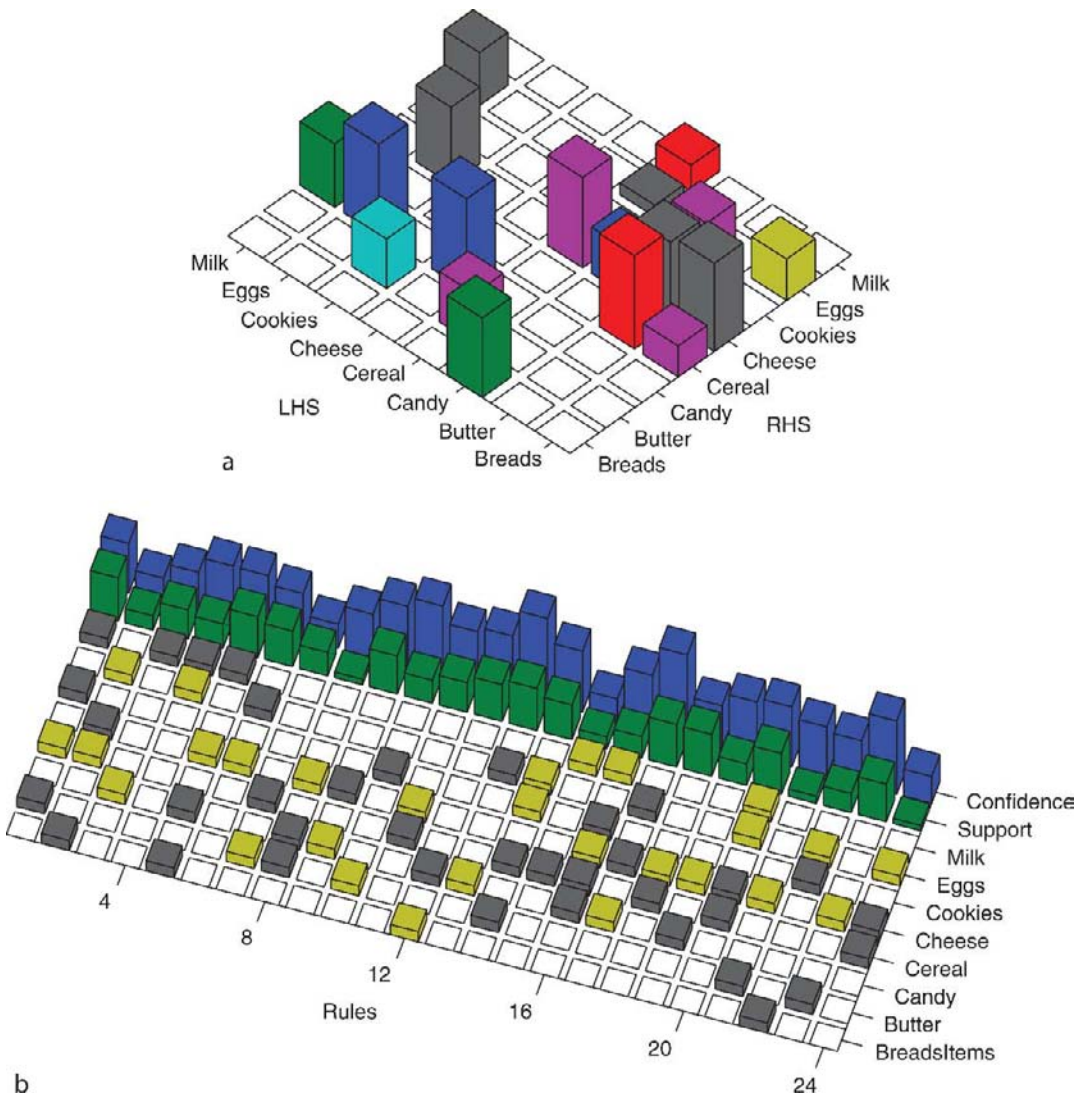 Milk
Eggs
Cookies
Cheese
Cereal
Candy
Butter
Breads
LHS
Milk
Eggs
Cookies
Cheese
Cereal
Candy
Butter
Breads
RHS
a
Confidence
Support
Milk
Eggs
Cookies
Cheese
Cereal
Candy
Butter
BreadsItems
4
8
12
16
20
24
Rules
b